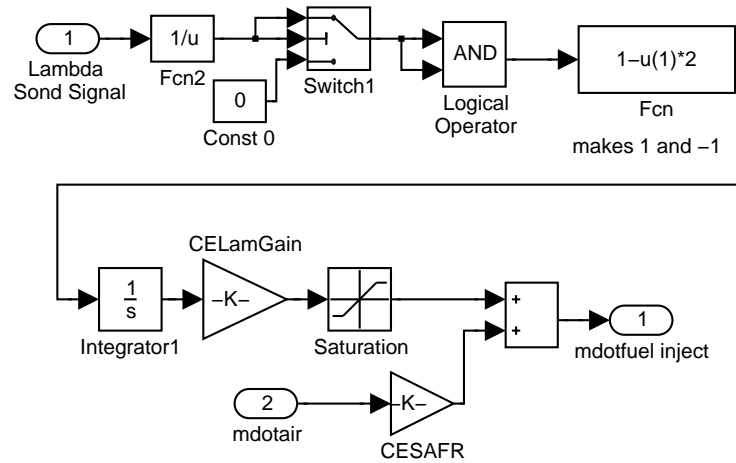 1
Lambda
Sond Signal
1/u
Fcn2
0
Const 0
Switch1
AND
Logical
Operator
1−u(1)*2
Fcn
makes 1 and −1
1
s
Integrator1
CELamGain
−K−
Saturation
+
+
1
mdotfuel inject
2
mdotair
−K−
CESAFR